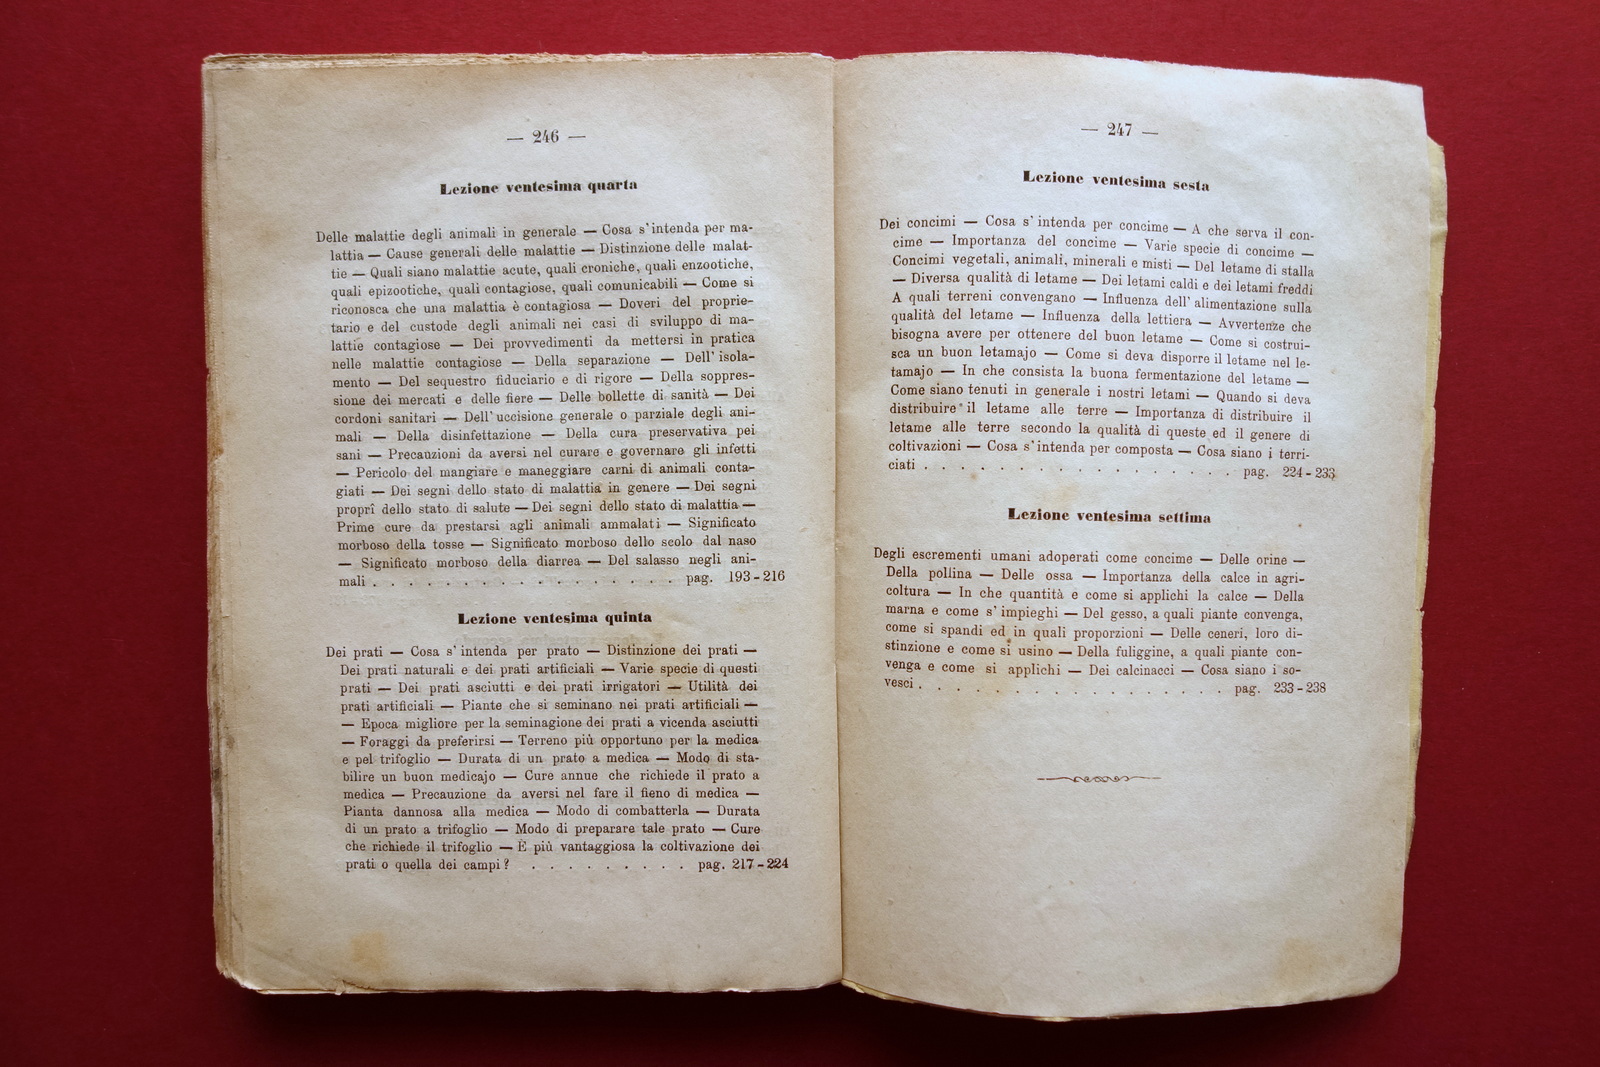 — 246 —
Lezione ventesima quarta
Delle malattie degli animali in generale — Cosa s'intenda per ma-
lattia — Cause generali delle malattie — Distinzione delle malat-
tie — Quali siano malattie acute, quali croniche, quali enzootiche,
quali epizootiche, quali contagiose, quali comunicabili — Come si
riconosca che una malattia è contagiosa — Doveri del proprie-
tario e del custode degli animali nei casi di sviluppo di ma-
lattie contagiose — Dei provvedimenti da mettersi in pratica
nelle malattie contagiose — Della separazione — Dell'isola-
mento — Del sequestro fiduciario e di rigore — Della soppres-
sione dei mercati e delle fiere — Delle bollette di sanità — Dei
cordoni sanitari — Dell'uccisione generale o parziale degli ani-
mali — Della disinfettazione — Della cura preservativa pei
sani — Precauzioni da aversi nel curare e governare gli infetti
— Pericolo del mangiare e maneggiare carni di animali conta-
giati — Dei segni dello stato di malattia in genere — Dei segni
proprî dello stato di salute — Dei segni dello stato di malattia —
Prime cure da prestarsi agli animali ammalati — Significato
morboso della tosse — Significato morboso dello scolo dal naso
— Significato morboso della diarrea — Del salasso negli ani-
mali . . . . . . . . . . . . . . . . . pag. 193-216
Lezione ventesima quinta
Dei prati — Cosa s'intenda per prato — Distinzione dei prati —
Dei prati naturali e dei prati artificiali — Varie specie di questi
prati — Dei prati asciutti e dei prati irrigatori — Utilità dei
prati artificiali — Piante che si seminano nei prati artificiali —
— Epoca migliore per la seminagione dei prati a vicenda asciutti
— Foraggi da preferirsi — Terreno più opportuno per la medica
e pel trifoglio — Durata di un prato a medica — Modo di sta-
bilire un buon medicajo — Cure annue che richiede il prato a
medica — Precauzione da aversi nel fare il fieno di medica —
Pianta dannosa alla medica — Modo di combatterla — Durata
di un prato a trifoglio — Modo di preparare tale prato — Cure
che richiede il trifoglio — E più vantaggiosa la coltivazione dei
prati o quella dei campi? . . . . . . . . . pag. 217-224
— 247 —
Lezione ventesima sesta
Dei concimi — Cosa s'intenda per concime — A che serva il con-
cime — Importanza del concime — Varie specie di concime —
Concimi vegetali, animali, minerali e misti — Del letame di stalla
— Diversa qualità di letame — Dei letami caldi e dei letami freddi
A quali terreni convengano — Influenza dell'alimentazione sulla
qualità del letame — Influenza della lettiera — Avvertenze che
bisogna avere per ottenere del buon letame — Come si costrui-
sca un buon letamajo — Come si deva disporre il letame nel le-
tamajo — In che consista la buona fermentazione del letame —
Come siano tenuti in generale i nostri letami — Quando si deva
distribuire il letame alle terre — Importanza di distribuire il
letame alle terre secondo la qualità di queste ed il genere di
coltivazioni — Cosa s'intenda per composta — Cosa siano i terri-
ciati . . . . . . . . . . . . . . . . . pag. 224-233
Lezione ventesima settima
Degli escrementi umani adoperati come concime — Delle orine —
Della pollina — Delle ossa — Importanza della calce in agri-
coltura — In che quantità e come si applichi la calce — Della
marna e come s'impieghi — Del gesso, a quali piante convenga,
come si spandi ed in quali proporzioni — Delle ceneri, loro di-
stinzione e come si usino — Della fuliggine, a quali piante con-
venga e come si applichi — Dei calcinacci — Cosa siano i so-
vesci . . . . . . . . . . . . . . . . . pag. 233-238